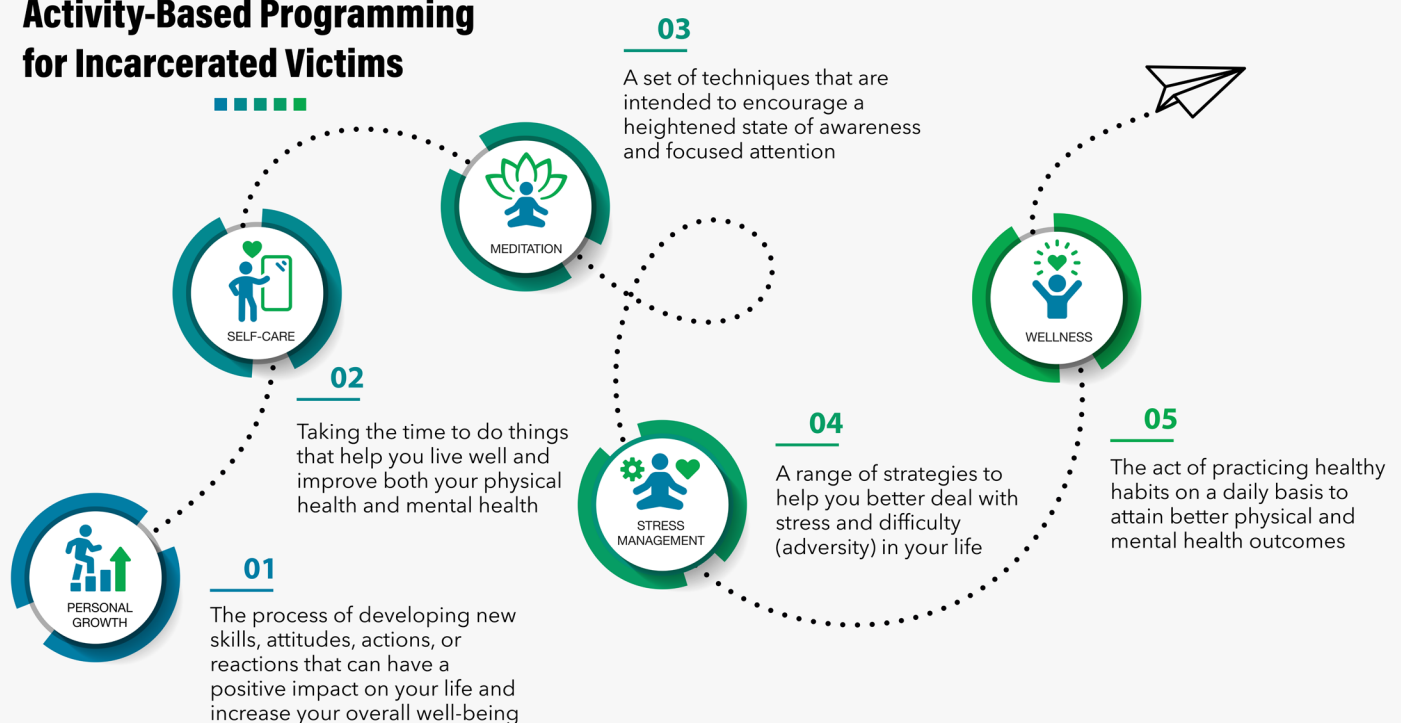 Activity-Based Programming
for Incarcerated Victims
01
PERSONAL
GROWTH
The process of developing new
skills, attitudes, actions, or
reactions that can have a
positive impact on your life and
increase your overall well-being
02
SELF-CARE
Taking the time to do things
that help you live well and
improve both your physical
health and mental health
03
MEDITATION
A set of techniques that are
intended to encourage a
heightened state of awareness
and focused attention
04
STRESS
MANAGEMENT
A range of strategies to
help you better deal with
stress and difficulty
(adversity) in your life
05
WELLNESS
The act of practicing healthy
habits on a daily basis to
attain better physical and
mental health outcomes